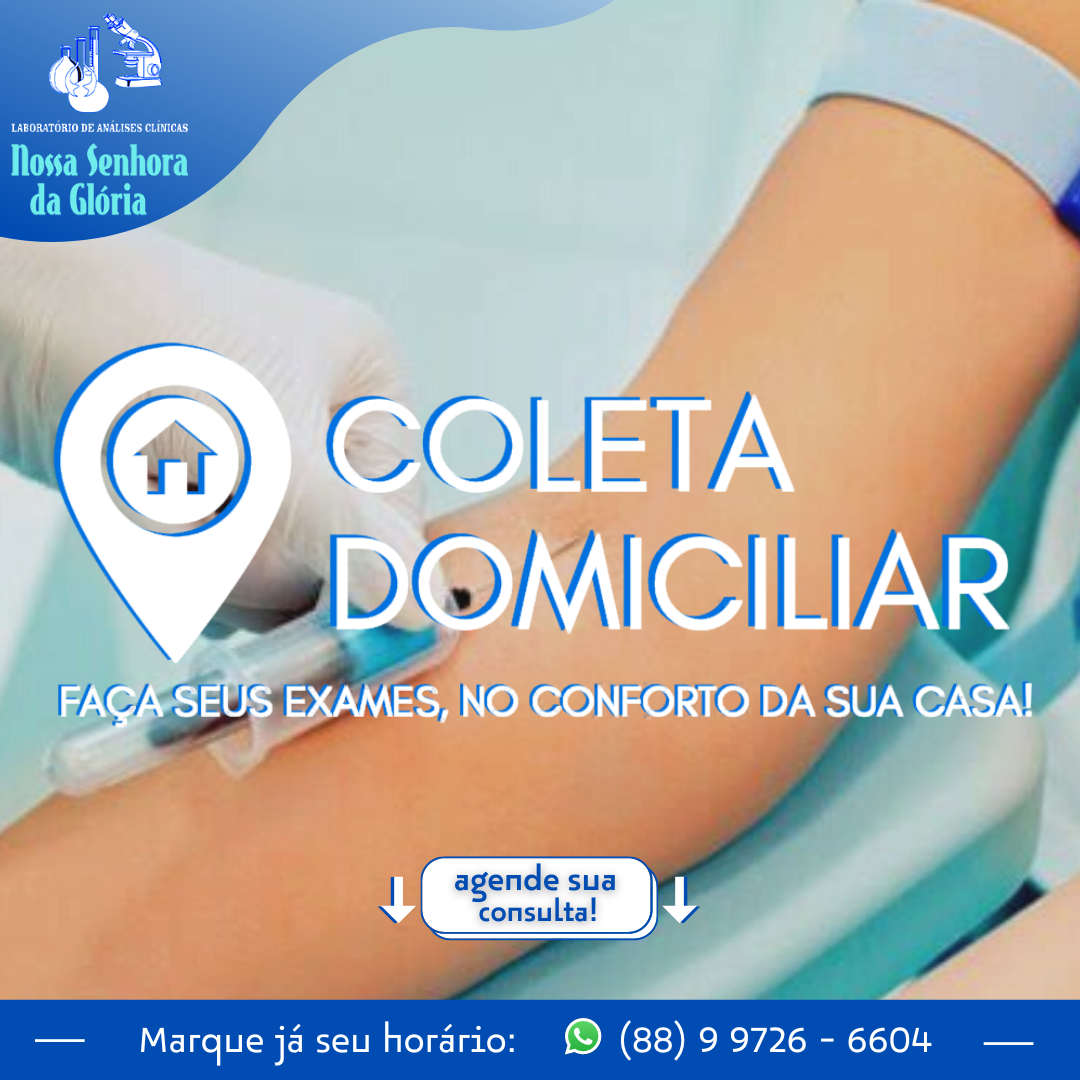 LABORATÓRIO DE ANÁLISES CLÍNICAS
Nossa Senhora
da Glória
COLETA
DOMICILIAR
FAÇA SEUS EXAMES, NO CONFORTO DA SUA CASA!
agende sua
consulta!
Marque já seu horário: (88) 9 9726 - 6604